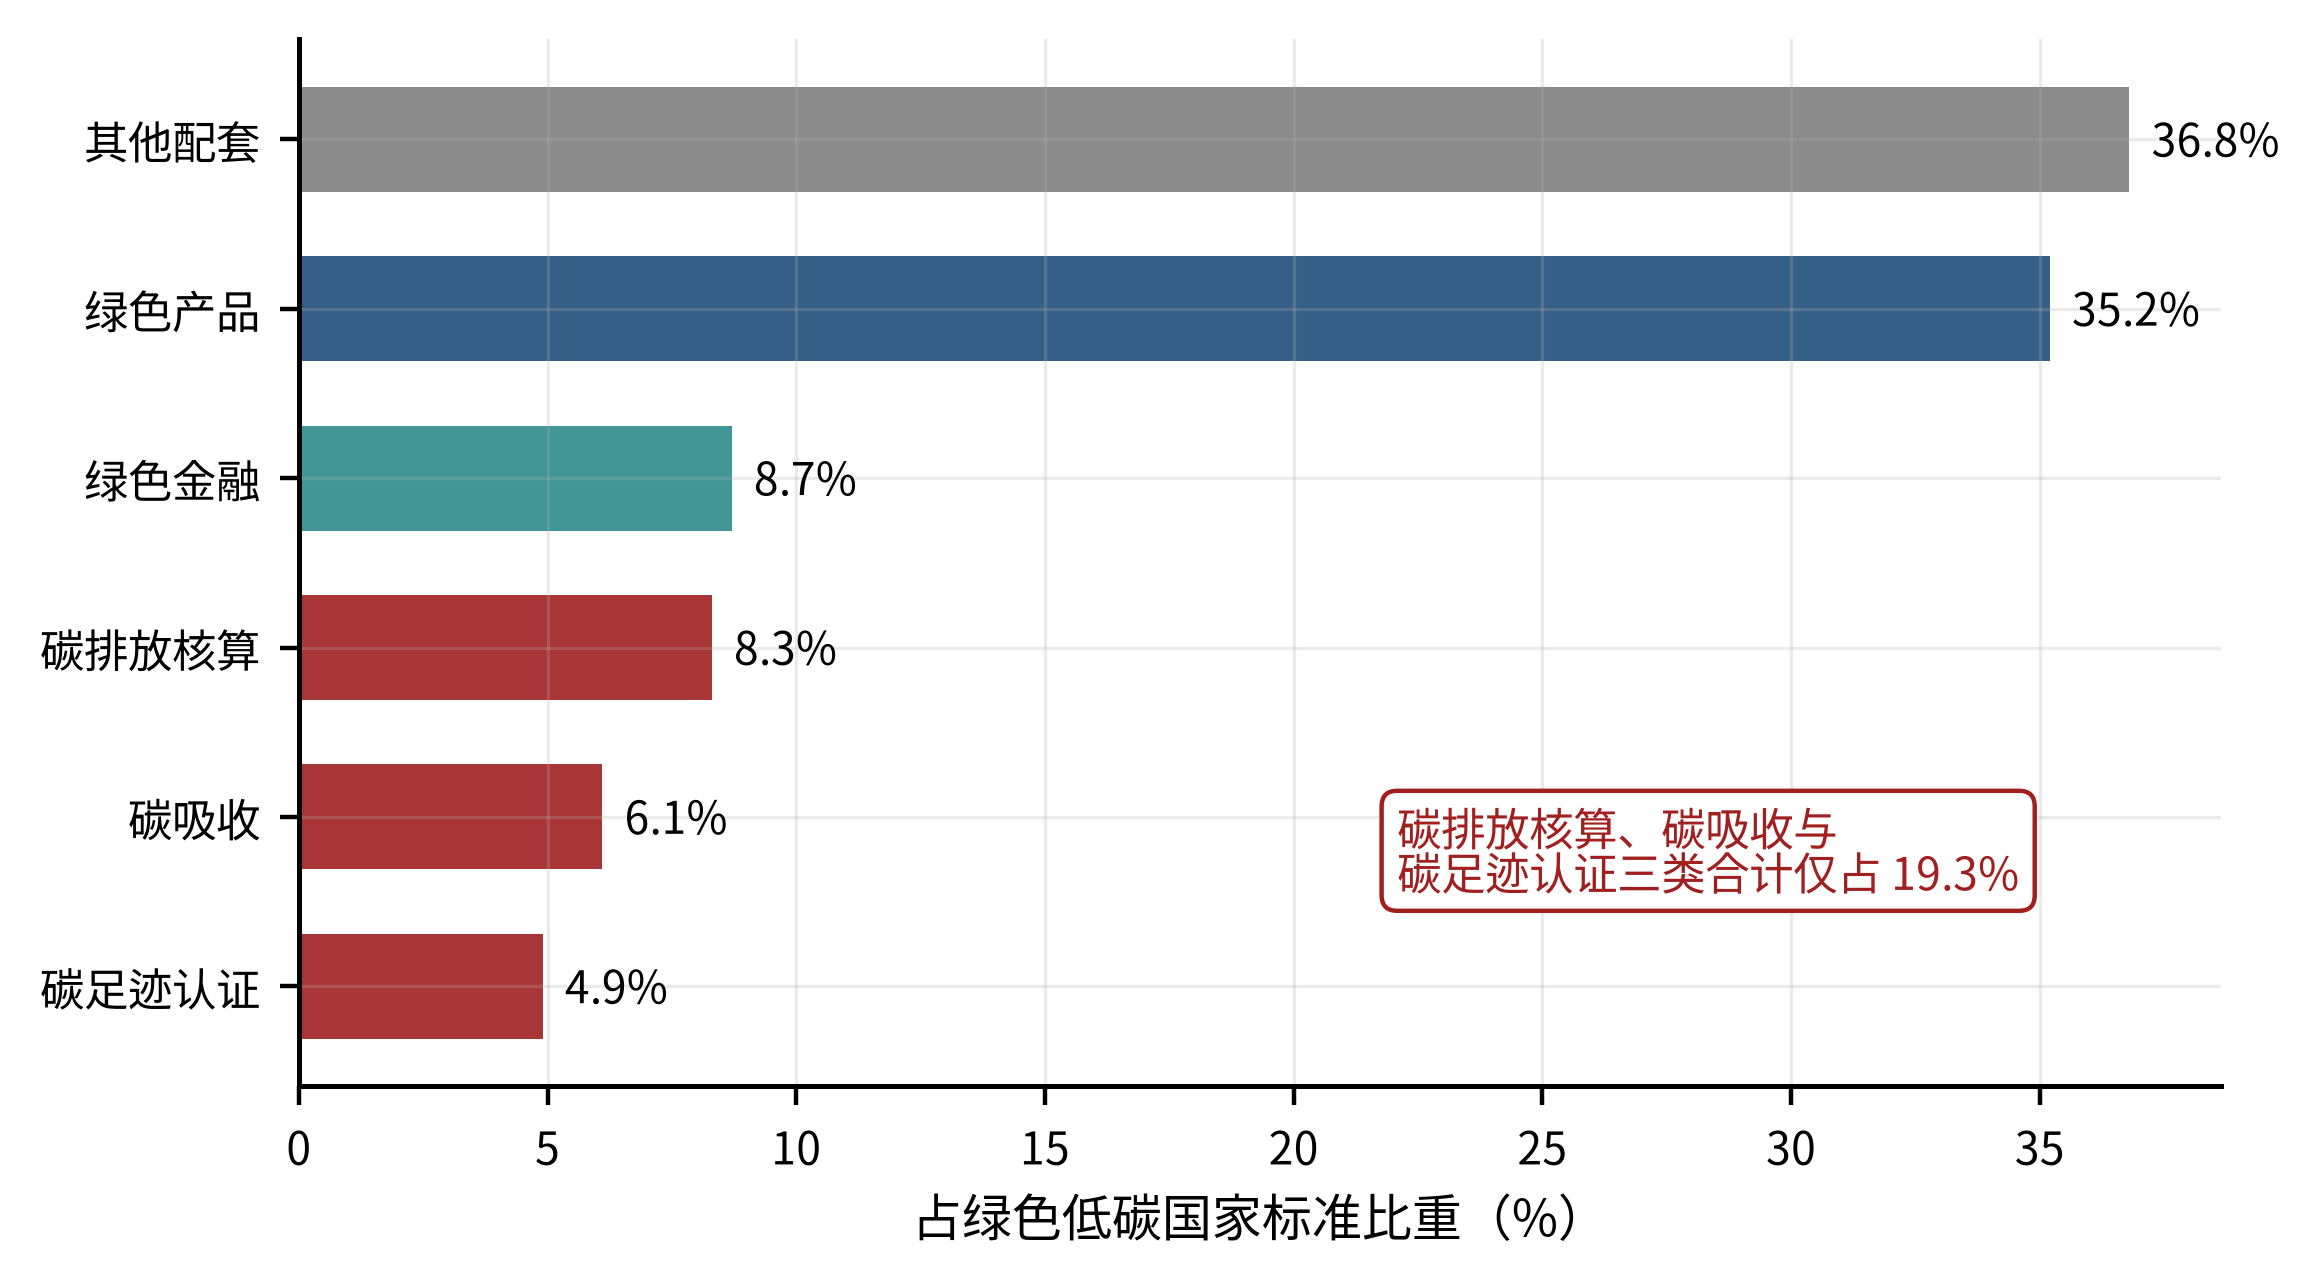 其他配套
36.8%
绿色产品
35.2%
绿色金融
8.7%
碳排放核算
8.3%
碳吸收
6.1%
碳排放核算、碳吸收与
碳足迹认证三类合计仅占 19.3%
碳足迹认证
4.9%
0 5 10 15 20 25 30 35
占绿色低碳国家标准比重（%）